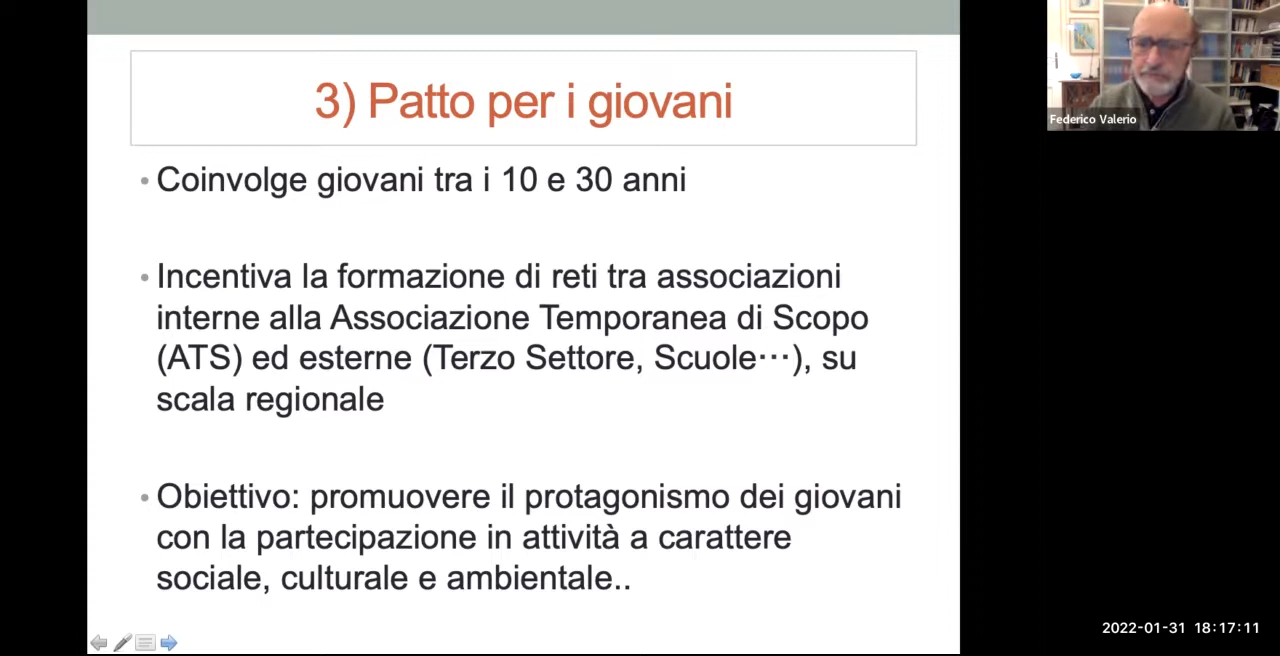 3) Patto per i giovani
• Coinvolge giovani tra i 10 e 30 anni
• Incentiva la formazione di reti tra associazioni
interne alla Associazione Temporanea di Scopo
(ATS) ed esterne (Terzo Settore, Scuole⋯), su
scala regionale
• Obiettivo: promuovere il protagonismo dei giovani
con la partecipazione in attività a carattere
sociale, culturale e ambientale..
Federico Valerio
2022-01-31 18:17:11